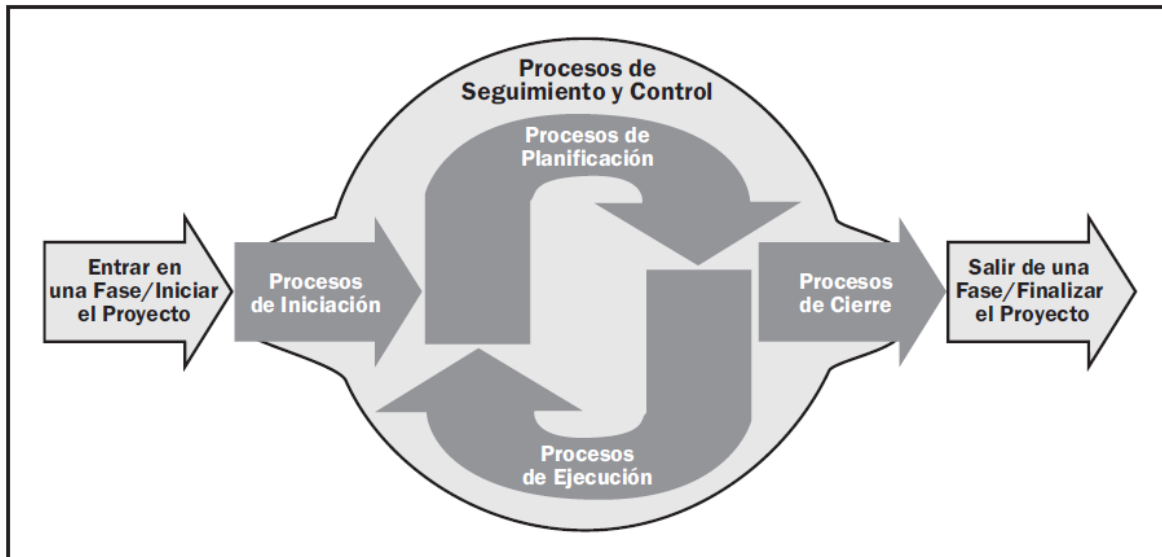 Procesos de
Seguimiento y Control
Procesos de
Planificación
Entrar en
una Fase/Iniciar
el Proyecto
Procesos
de Iniciación
Procesos
de Cierre
Salir de una
Fase/Finalizar
el Proyecto
Procesos
de Ejecución